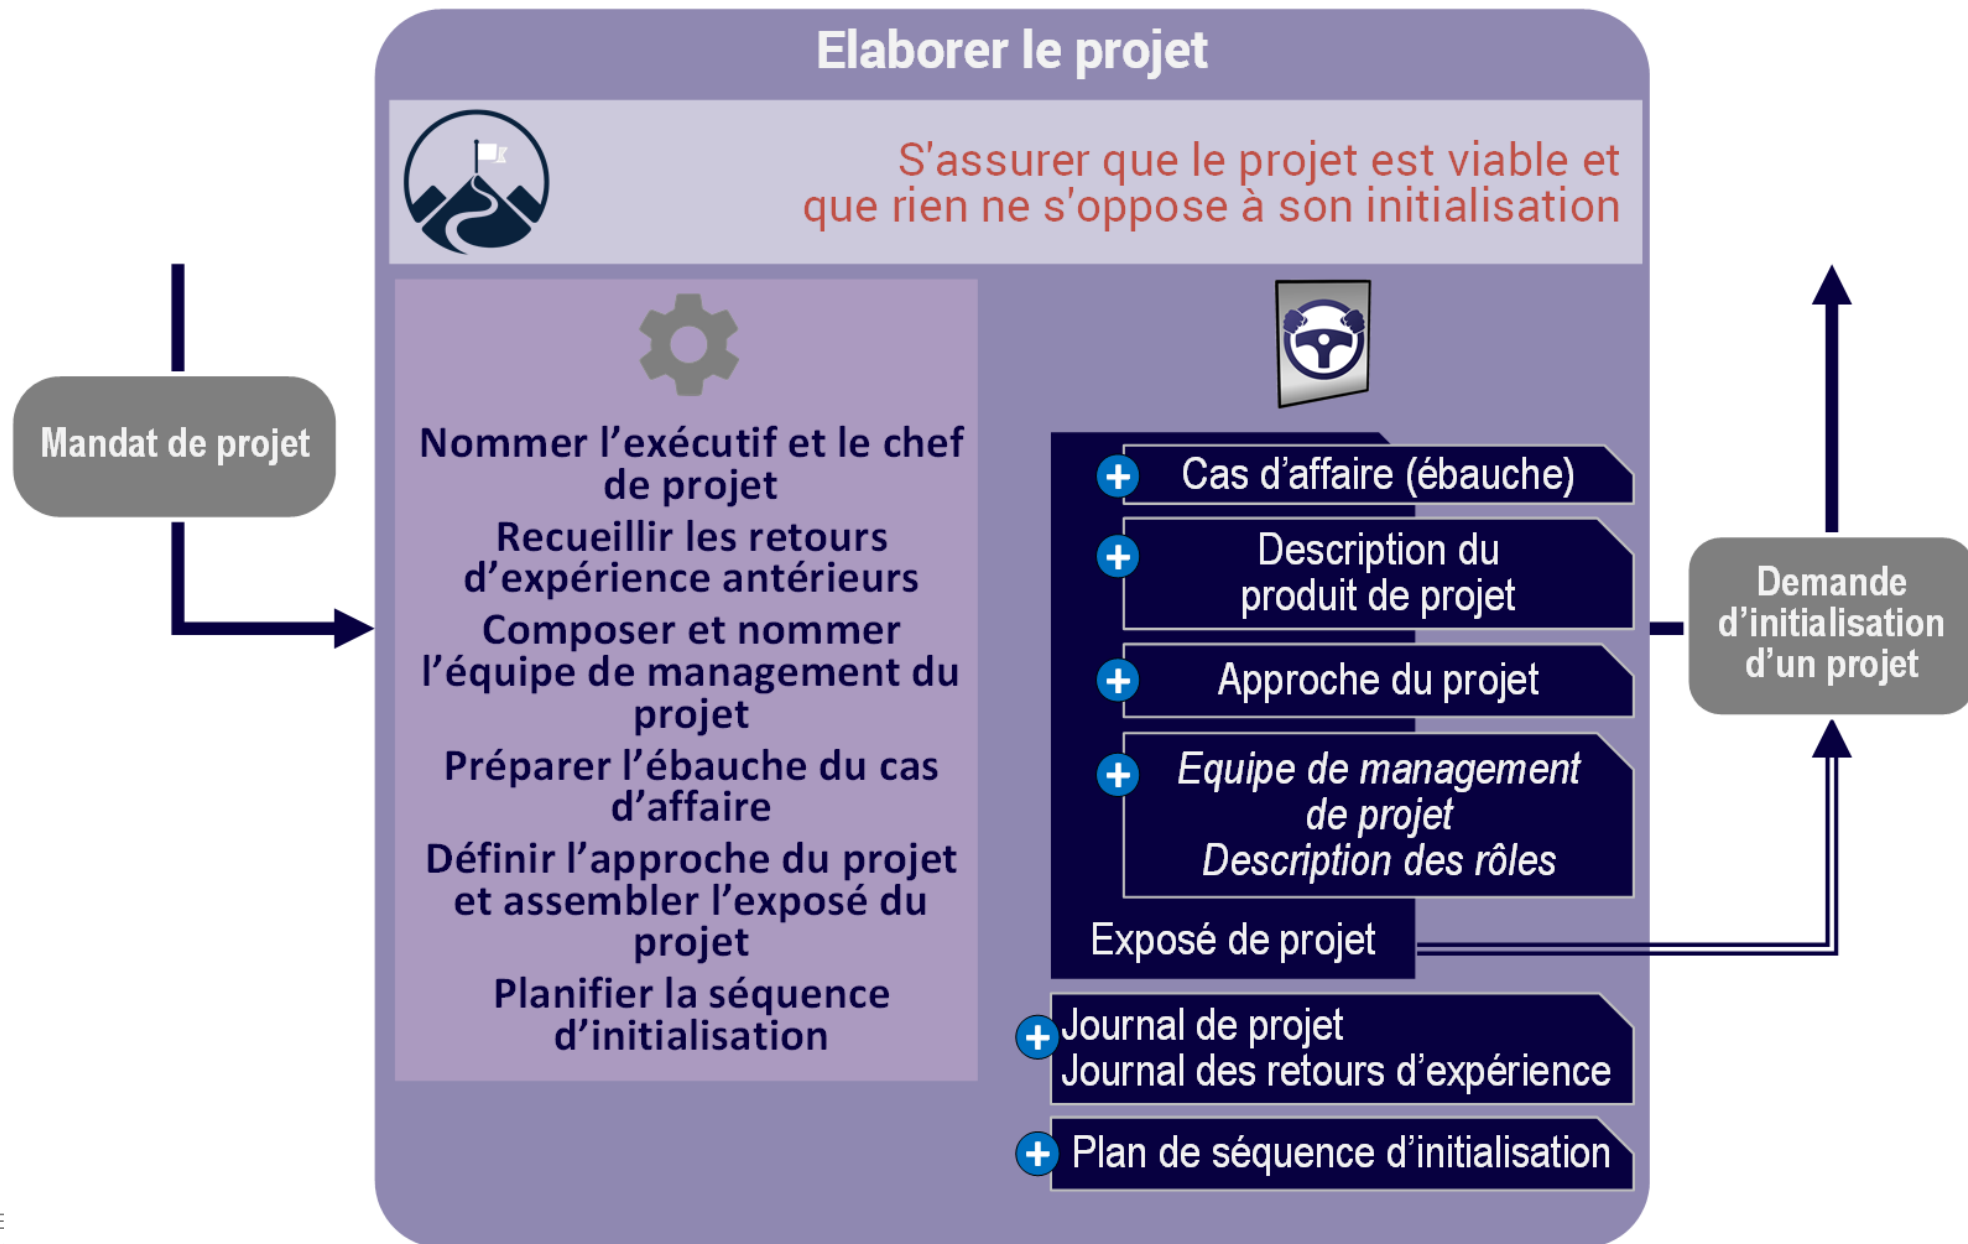 Elaborer le projet
S'assurer que le projet est viable et
que rien ne s'oppose à son initialisation
Mandat de projet
Nommer l’exécutif et le chef
de projet
Recueillir les retours
d’expérience antérieurs
Composer et nommer
l’équipe de management du
projet
Préparer l’ébauche du cas
d’affaire
Définir l’approche du projet
et assembler l’exposé du
projet
Planifier la séquence
d’initialisation
Cas d’affaire (ébauche)
Description du
produit de projet
Approche du projet
Equipe de management
de projet
Description des rôles
Exposé de projet
Journal de projet
Journal des retours d’expérience
Plan de séquence d’initialisation
Demande
d’initialisation
d’un projet